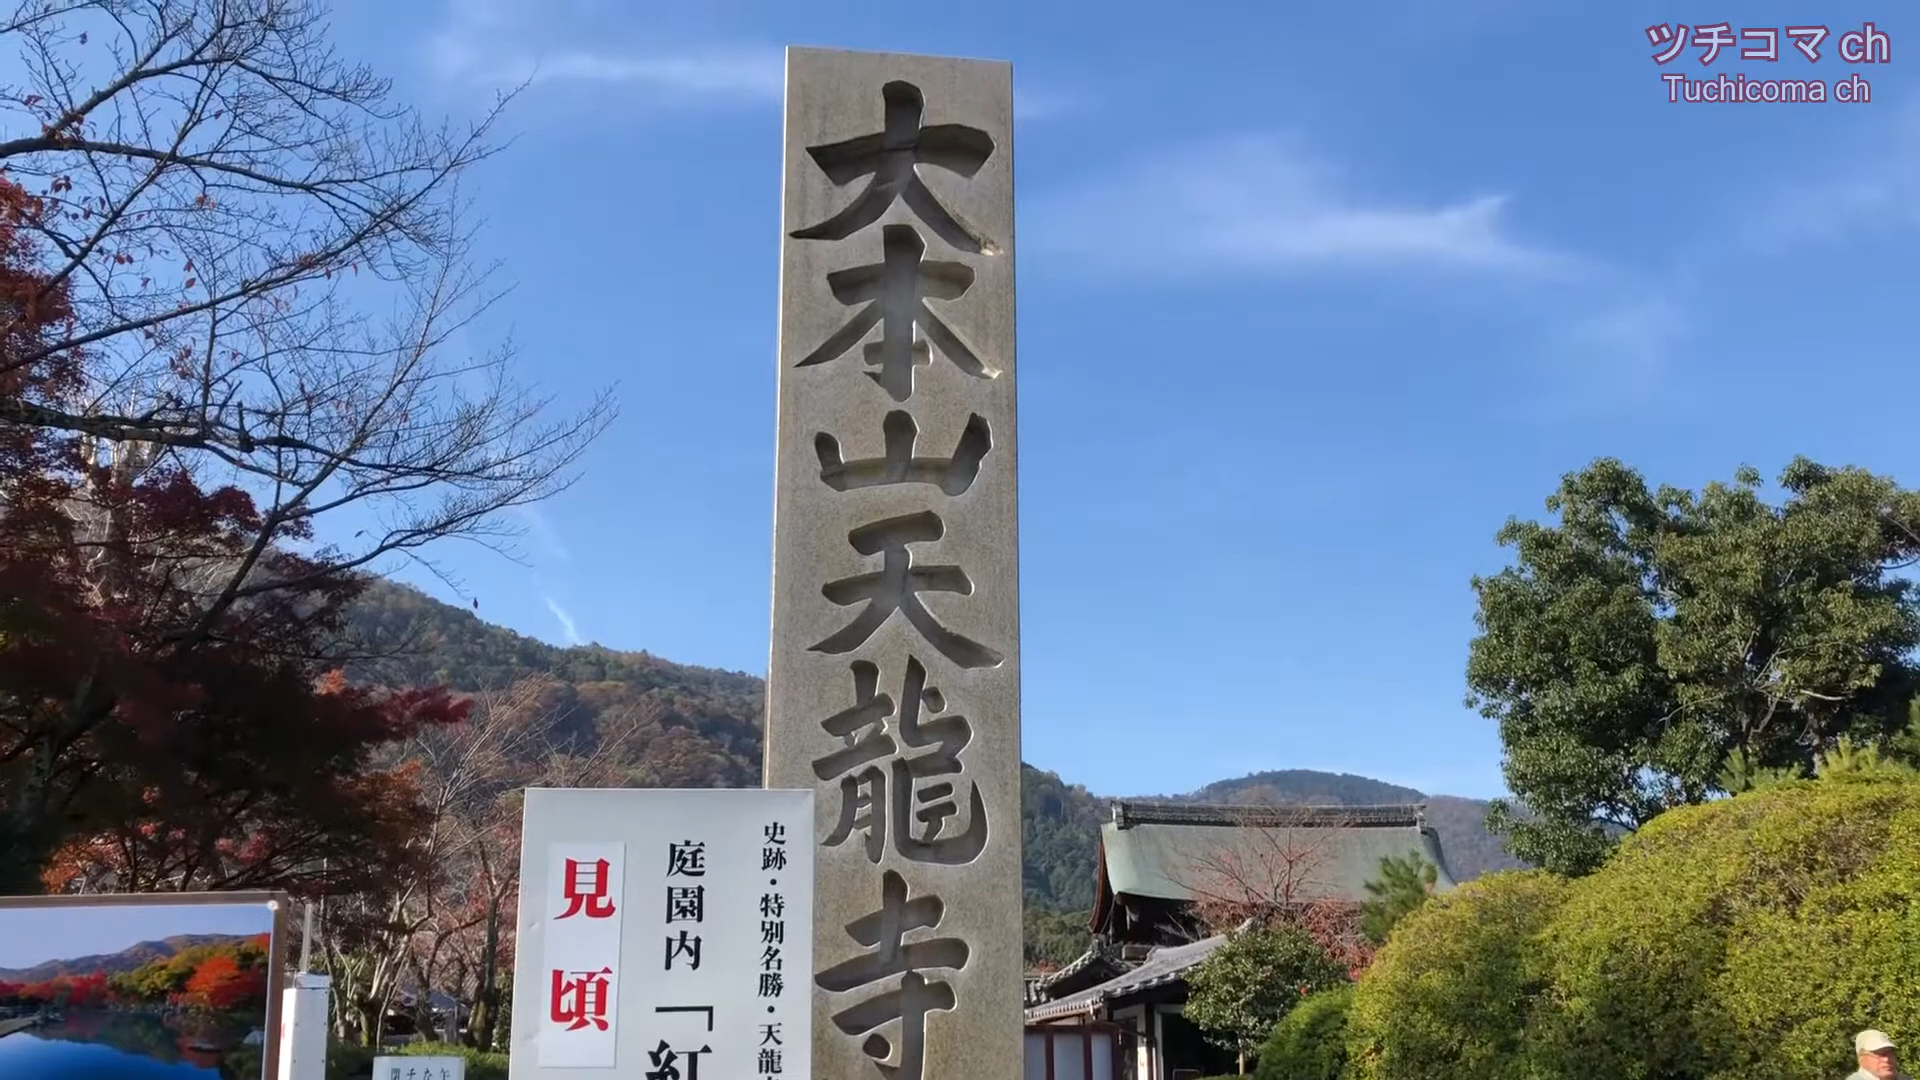 ツチコマ ch
Tuchicoma ch
大本山天龍寺
史跡・特別名勝・天龍
庭園内「紅
見頃